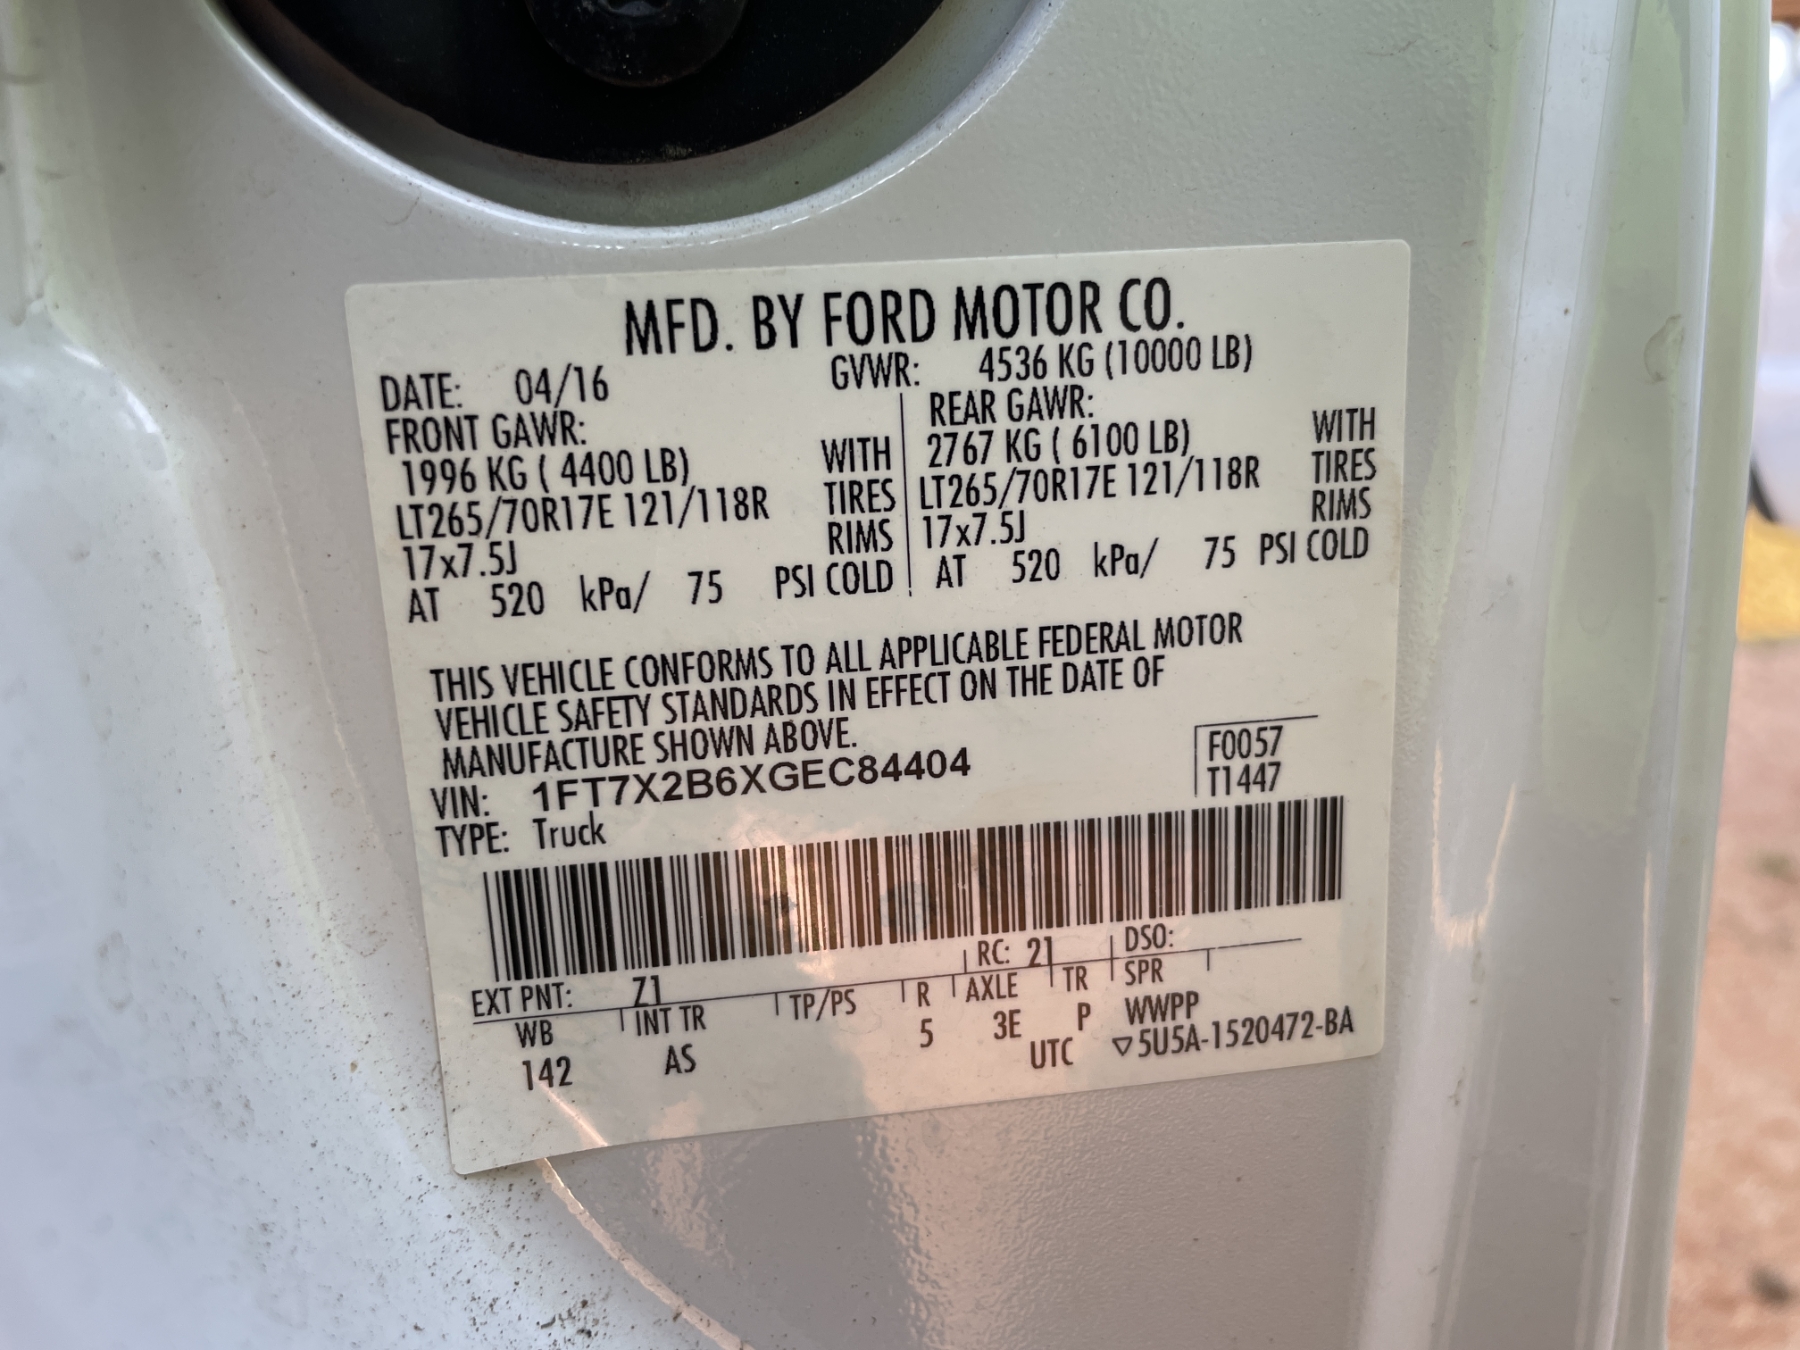 MFD. BY FORD MOTOR CO.
DATE: 04/16 GVWR: 4536 KG (10000 LB)
FRONT GAWR: REAR GAWR:
1996 KG ( 4400 LB) WITH 2767 KG ( 6100 LB) WITH
LT265/70R17E 121/118R TIRES LT265/70R17E 121/118R TIRES
17x7.5J RIMS 17x7.5J RIMS
AT 520 kPa/ 75 PSI COLD AT 520 kPa/ 75 PSI COLD
THIS VEHICLE CONFORMS TO ALL APPLICABLE FEDERAL MOTOR
VEHICLE SAFETY STANDARDS IN EFFECT ON THE DATE OF
MANUFACTURE SHOWN ABOVE.
F0057
VIN: 1FT7X2B6XGEC84404 T1447
TYPE: Truck
EXT PNT: Z1 RC: 21 DSO:
WB INT TR TP/PS R AXLE TR SPR
142 AS 5 3E P WWPP
UTC ▽5U5A-1520472-BA